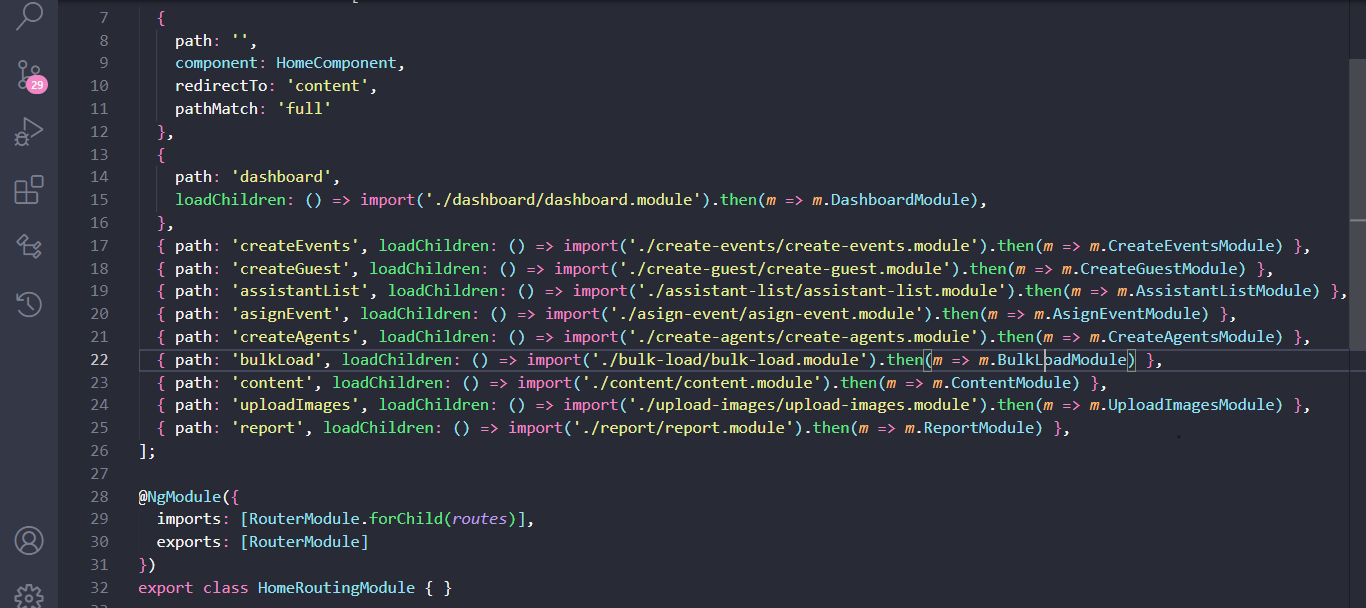 7 {
8 path: '',
9 component: HomeComponent,
10 redirectTo: 'content',
11 pathMatch: 'full'
12 },
13 {
14 path: 'dashboard',
15 loadChildren: () => import('./dashboard/dashboard.module').then(m => m.DashboardModule),
16 },
17 { path: 'createEvents', loadChildren: () => import('./create-events/create-events.module').then(m => m.CreateEventsModule) },
18 { path: 'createGuest', loadChildren: () => import('./create-guest/create-guest.module').then(m => m.CreateGuestModule) },
19 { path: 'assistantList', loadChildren: () => import('./assistant-list/assistant-list.module').then(m => m.AssistantListModule) },
20 { path: 'asignEvent', loadChildren: () => import('./asign-event/asign-event.module').then(m => m.AsignEventModule) },
21 { path: 'createAgents', loadChildren: () => import('./create-agents/create-agents.module').then(m => m.CreateAgentsModule) },
22 { path: 'bulkLoad', loadChildren: () => import('./bulk-load/bulk-load.module').then(m => m.BulkLoadModule) },
23 { path: 'content', loadChildren: () => import('./content/content.module').then(m => m.ContentModule) },
24 { path: 'uploadImages', loadChildren: () => import('./upload-images/upload-images.module').then(m => m.UploadImagesModule) },
25 { path: 'report', loadChildren: () => import('./report/report.module').then(m => m.ReportModule) },
26 ];
27
28 @NgModule({
29 imports: [RouterModule.forChild(routes)],
30 exports: [RouterModule]
31 })
32 export class HomeRoutingModule { }
29